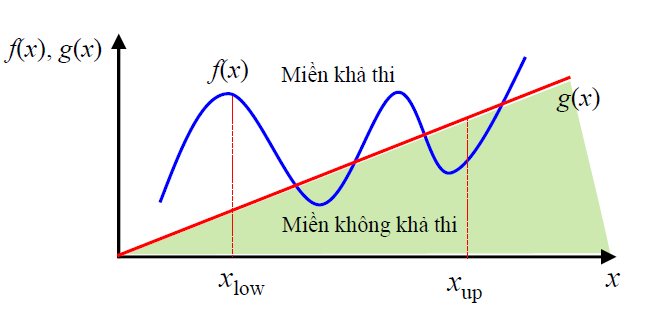 f(x), g(x)
f(x)
Miền khả thi
g(x)
Miền không khả thi
x_low
x_up
x